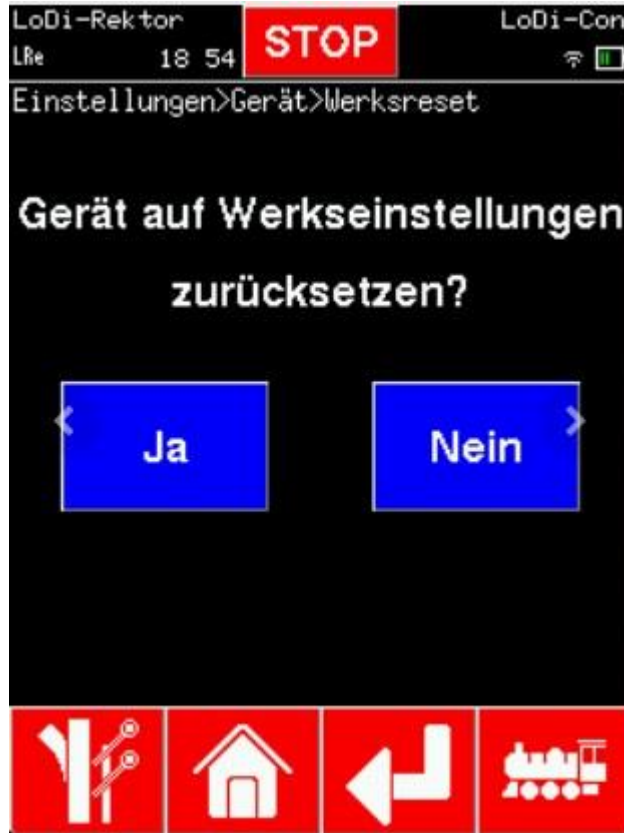 LoDi-Rektor
LoDi-Con
LRe 18 54
STOP
Einstellungen>Gerät>Werksreset
Gerät auf Werkseinstellungen
zurücksetzen?
Ja
Nein